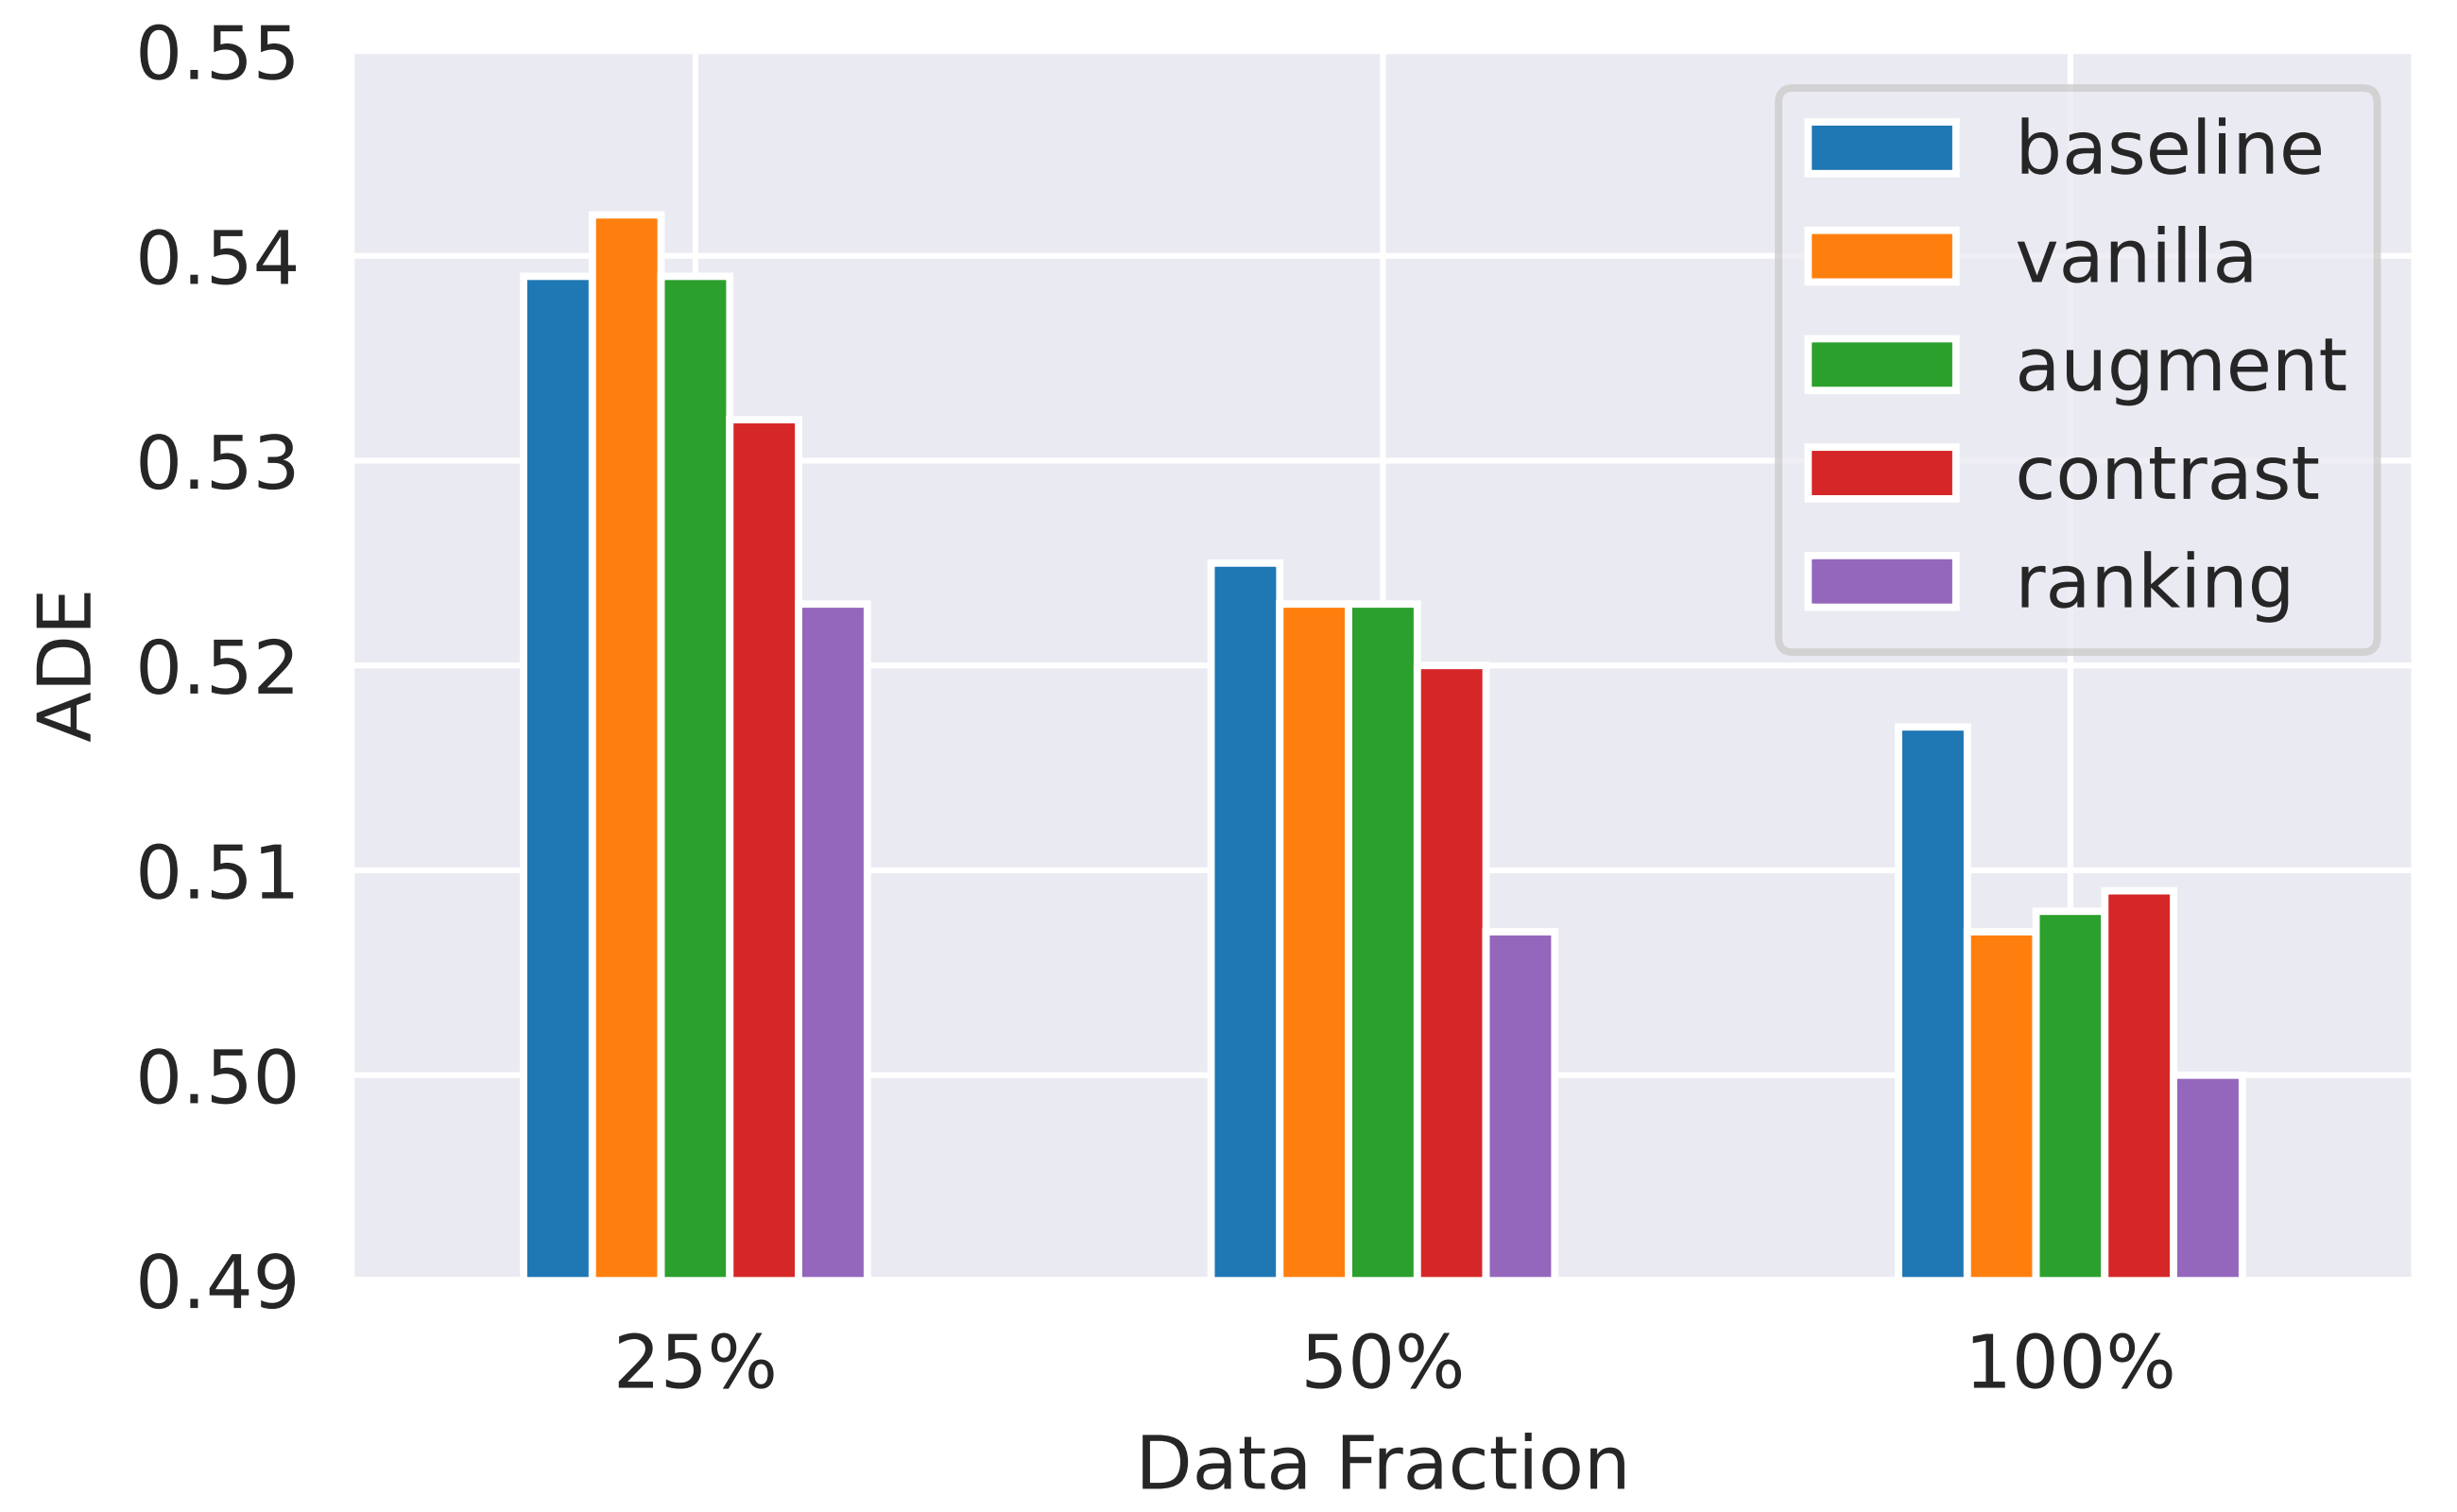 0.55
0.54
0.53
0.52
0.51
0.50
0.49
ADE
baseline
vanilla
augment
contrast
ranking
25%
50%
100%
Data Fraction